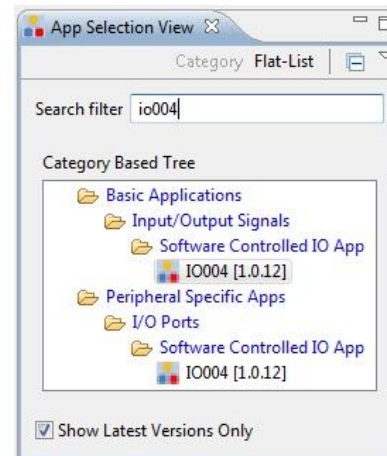 App Selection View
Category Flat-List
Search filter io004
Category Based Tree
Basic Applications
Input/Output Signals
Software Controlled IO App
IO004 [1.0.12]
Peripheral Specific Apps
I/O Ports
Software Controlled IO App
IO004 [1.0.12]
Show Latest Versions Only